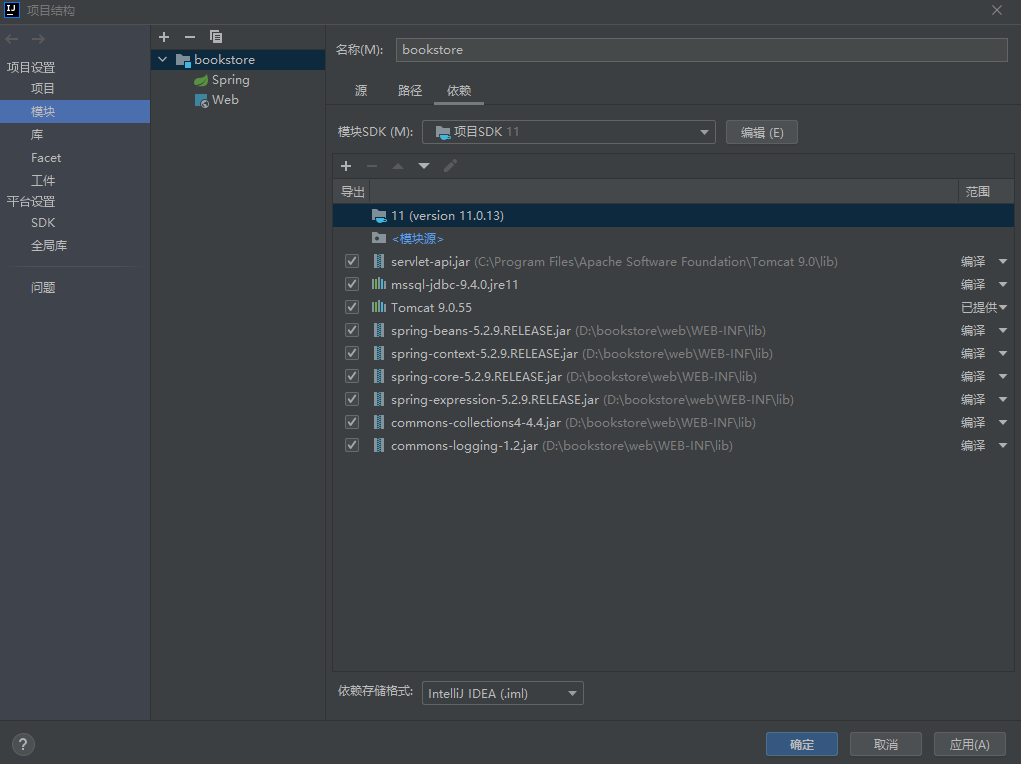 项目结构
项目设置
项目
模块
库
Facet
工件
平台设置
SDK
全局库
问题
bookstore
Spring
Web
名称(M): bookstore
源 路径 依赖
模块SDK (M): 项目SDK 11 编辑 (E)
导出 范围
11 (version 11.0.13)
<模块源>
servlet-api.jar (C:\Program Files\Apache Software Foundation\Tomcat 9.0\lib) 编译
mssql-jdbc-9.4.0.jre11 编译
Tomcat 9.0.55 已提供
spring-beans-5.2.9.RELEASE.jar (D:\bookstore\web\WEB-INF\lib) 编译
spring-context-5.2.9.RELEASE.jar (D:\bookstore\web\WEB-INF\lib) 编译
spring-core-5.2.9.RELEASE.jar (D:\bookstore\web\WEB-INF\lib) 编译
spring-expression-5.2.9.RELEASE.jar (D:\bookstore\web\WEB-INF\lib) 编译
commons-collections4-4.4.jar (D:\bookstore\web\WEB-INF\lib) 编译
commons-logging-1.2.jar (D:\bookstore\web\WEB-INF\lib) 编译
依赖存储格式: IntelliJ IDEA (.iml)
? 确定 取消 应用(A)